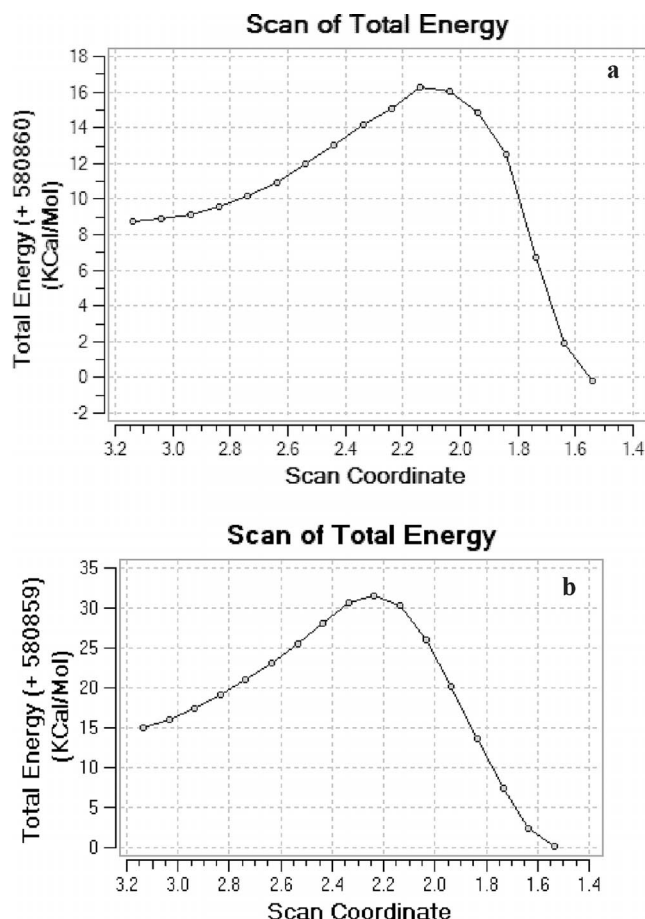 Scan of Total Energy
a
Total Energy (+ 580860)
(KCal/Mol)
18
16
14
12
10
8
6
4
2
0
-2
3.2 3.0 2.8 2.6 2.4 2.2 2.0 1.8 1.6 1.4
Scan Coordinate
Scan of Total Energy
b
Total Energy (+ 580859)
(KCal/Mol)
35
30
25
20
15
10
5
0
3.2 3.0 2.8 2.6 2.4 2.2 2.0 1.8 1.6 1.4
Scan Coordinate